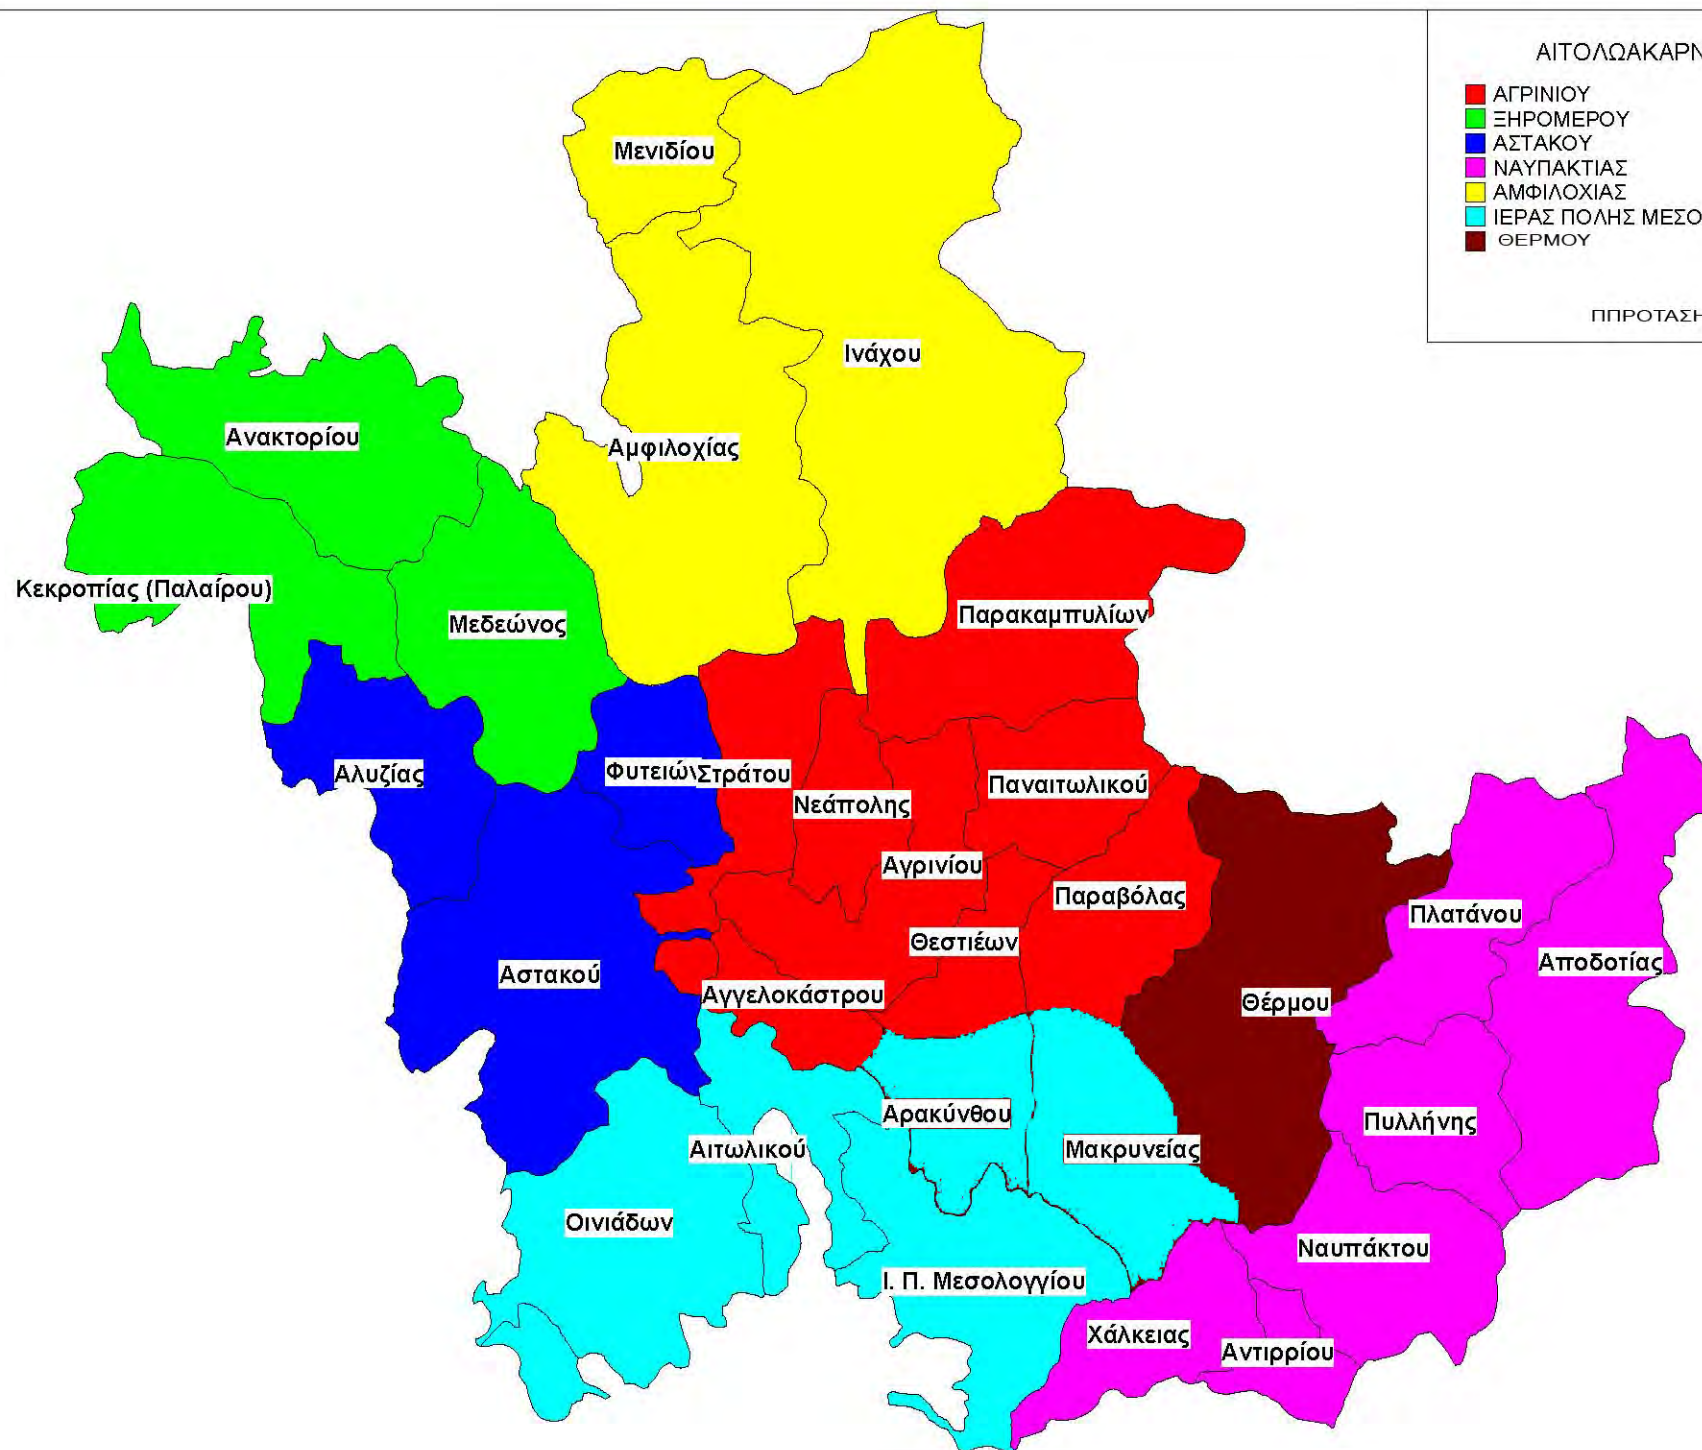 ΑΙΤΟΛΩΑΚΑΡΝ
ΑΓΡΙΝΙΟΥ
ΞΗΡΟΜΕΡΟΥ
ΑΣΤΑΚΟΥ
ΝΑΥΠΑΚΤΙΑΣ
ΑΜΦΙΛΟΧΙΑΣ
ΙΕΡΑΣ ΠΟΛΗΣ ΜΕΣΟ
ΘΕΡΜΟΥ
ΠΠΡΟΤΑΣΗ
Μενιδίου
Ινάχου
Ανακτορίου
Αμφιλοχίας
Κεκροπίας (Παλαίρου)
Μεδεώνος
Παρακαμπυλίων
Αλυζίας
Φυτειών
Στράτου
Νεάπολης
Παναιτωλικού
Αγρινίου
Παραβόλας
Πλατάνου
Θεστιέων
Αποδοτίας
Αστακού
Αγγελοκάστρου
Θέρμου
Αρακύνθου
Πυλλήνης
Αιτωλικού
Μακρυνείας
Οινιάδων
Ναυπάκτου
Ι. Π. Μεσολογγίου
Χάλκειας
Αντιρρίου